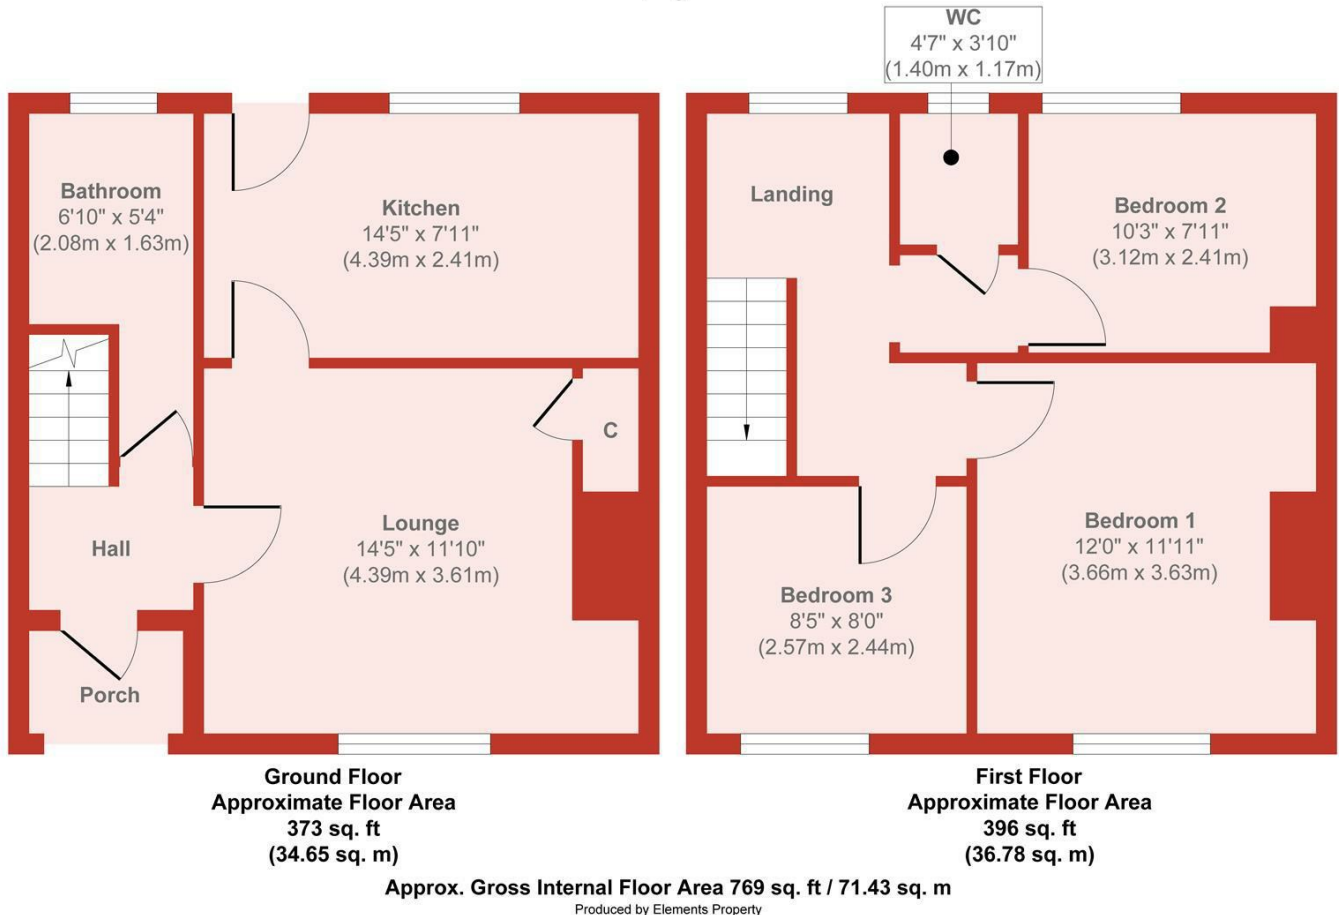 WC
4'7" x 3'10"
(1.40m x 1.17m)
Bathroom
6'10" x 5'4"
(2.08m x 1.63m)
Kitchen
14'5" x 7'11"
(4.39m x 2.41m)
C
Lounge
14'5" x 11'10"
(4.39m x 3.61m)
Hall
Porch
Landing
Bedroom 2
10'3" x 7'11"
(3.12m x 2.41m)
Bedroom 1
12'0" x 11'11"
(3.66m x 3.63m)
Bedroom 3
8'5" x 8'0"
(2.57m x 2.44m)
Ground Floor
Approximate Floor Area
373 sq. ft
(34.65 sq. m)
First Floor
Approximate Floor Area
396 sq. ft
(36.78 sq. m)
Approx. Gross Internal Floor Area 769 sq. ft / 71.43 sq. m
Produced by Elements Property